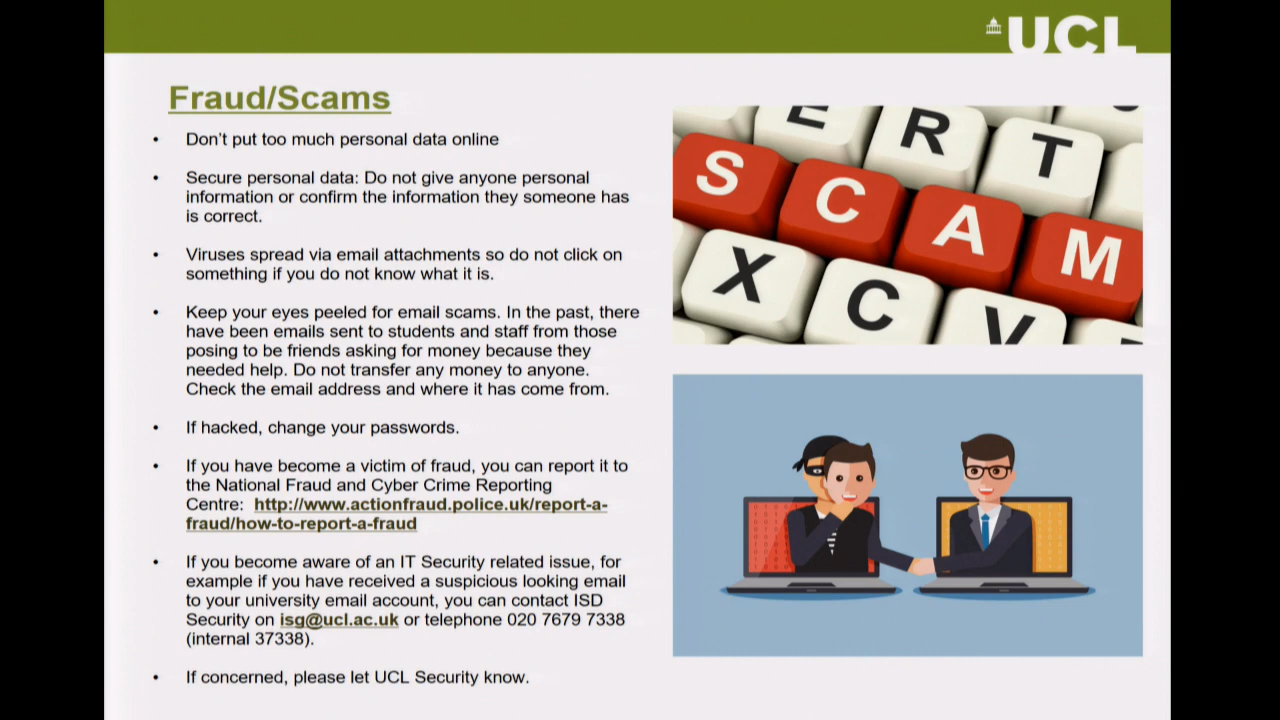 UCL
Fraud/Scams
• Don't put too much personal data online
• Secure personal data: Do not give anyone personal
information or confirm the information they someone has
is correct.
• Viruses spread via email attachments so do not click on
something if you do not know what it is.
• Keep your eyes peeled for email scams. In the past, there
have been emails sent to students and staff from those
posing to be friends asking for money because they
needed help. Do not transfer any money to anyone.
Check the email address and where it has come from.
• If hacked, change your passwords.
• If you have become a victim of fraud, you can report it to
the National Fraud and Cyber Crime Reporting
Centre: http://www.actionfraud.police.uk/report-a-
fraud/how-to-report-a-fraud
• If you become aware of an IT Security related issue, for
example if you have received a suspicious looking email
to your university email account, you can contact ISD
Security on isg@ucl.ac.uk or telephone 020 7679 7338
(internal 37338).
• If concerned, please let UCL Security know.
E R T
S C A M
X C V